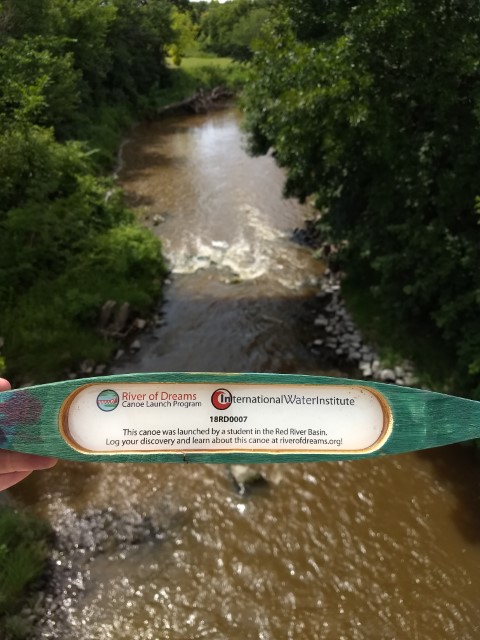 River of Dreams
Canoe Launch Program
InternationalWaterInstitute
18RD0007
This canoe was launched by a student in the Red River Basin.
Log your discovery and learn about this canoe at riverofdreams.org!